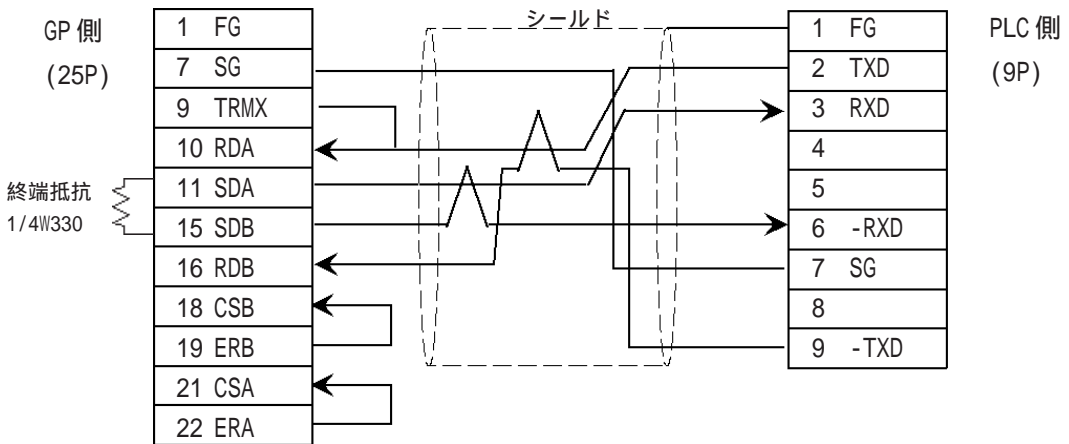 シールド
GP 側
(25P)
1 FG
7 SG
9 TRMX
10 RDA
11 SDA
15 SDB
16 RDB
18 CSB
19 ERB
21 CSA
22 ERA
終端抵抗
1/4W330
1 FG
2 TXD
3 RXD
4
5
6 -RXD
7 SG
8
9 -TXD
PLC 側
(9P)